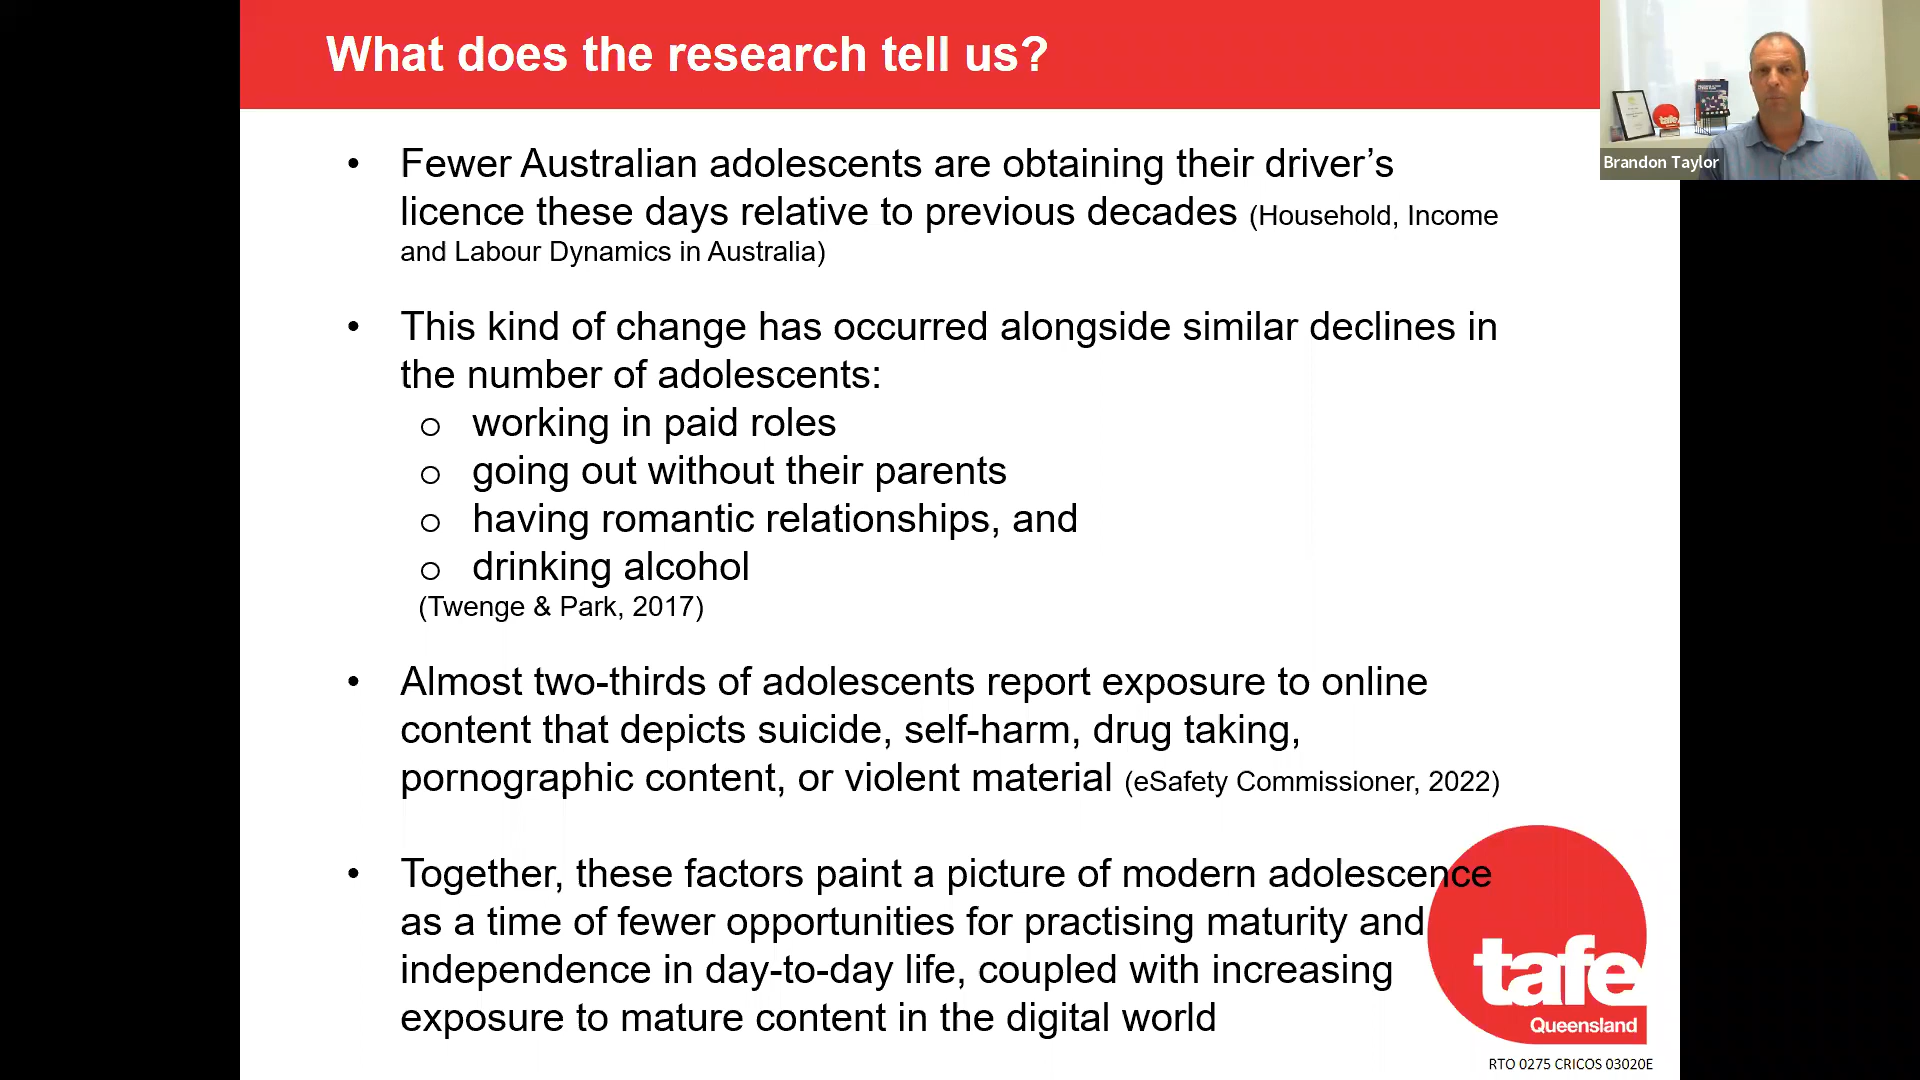 What does the research tell us?
• Fewer Australian adolescents are obtaining their driver’s
licence these days relative to previous decades (Household, Income
and Labour Dynamics in Australia)
• This kind of change has occurred alongside similar declines in
the number of adolescents:
o working in paid roles
o going out without their parents
o having romantic relationships, and
o drinking alcohol
(Twenge & Park, 2017)
• Almost two-thirds of adolescents report exposure to online
content that depicts suicide, self-harm, drug taking,
pornographic content, or violent material (eSafety Commissioner, 2022)
• Together, these factors paint a picture of modern adolescence
as a time of fewer opportunities for practising maturity and
independence in day-to-day life, coupled with increasing
exposure to mature content in the digital world
tafe
Queensland
RTO 0275 CRICOS 03020E
tafe
Brandon Taylor